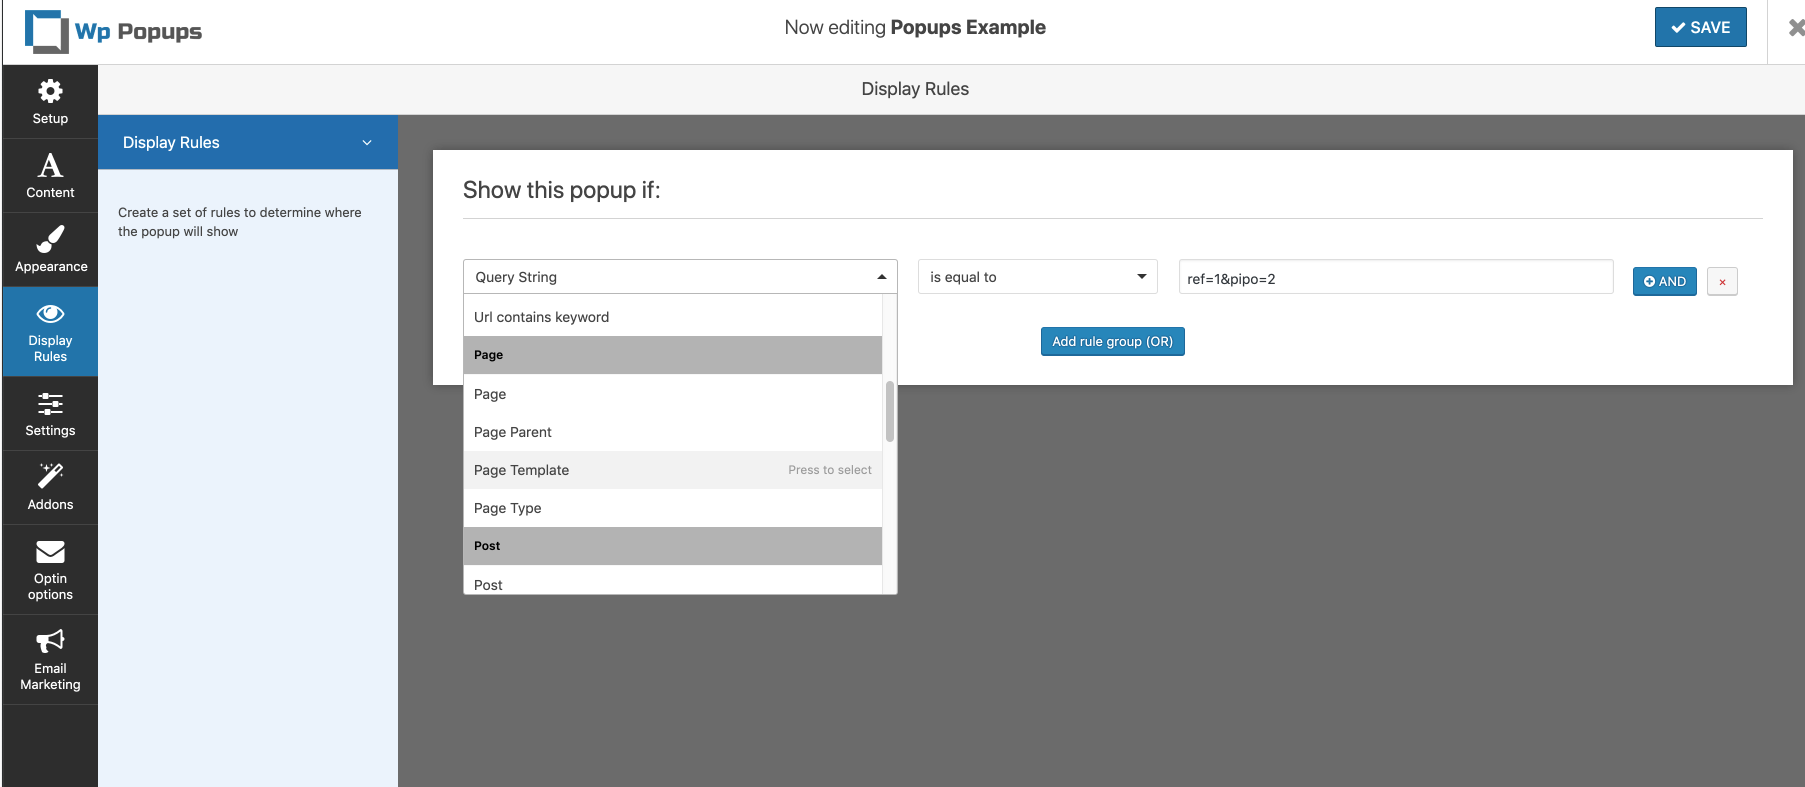 Wp Popups
Now editing Popups Example
SAVE
Display Rules
Setup
Content
Appearance
Display
Rules
Settings
Addons
Optin
options
Email
Marketing
Display Rules
Create a set of rules to determine where
the popup will show
Show this popup if:
Query String
is equal to
ref=1&pipo=2
AND
×
Url contains keyword
Page
Page
Page Parent
Page Template Press to select
Page Type
Post
Post
Add rule group (OR)